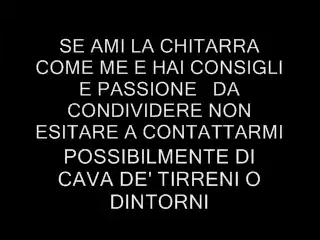 SE AMI LA CHITARRA
COME ME E HAI CONSIGLI
E PASSIONE DA
CONDIVIDERE NON
ESITARE A CONTATTARMI
POSSIBILMENTE DI
CAVA DE' TIRRENI O
DINTORNI